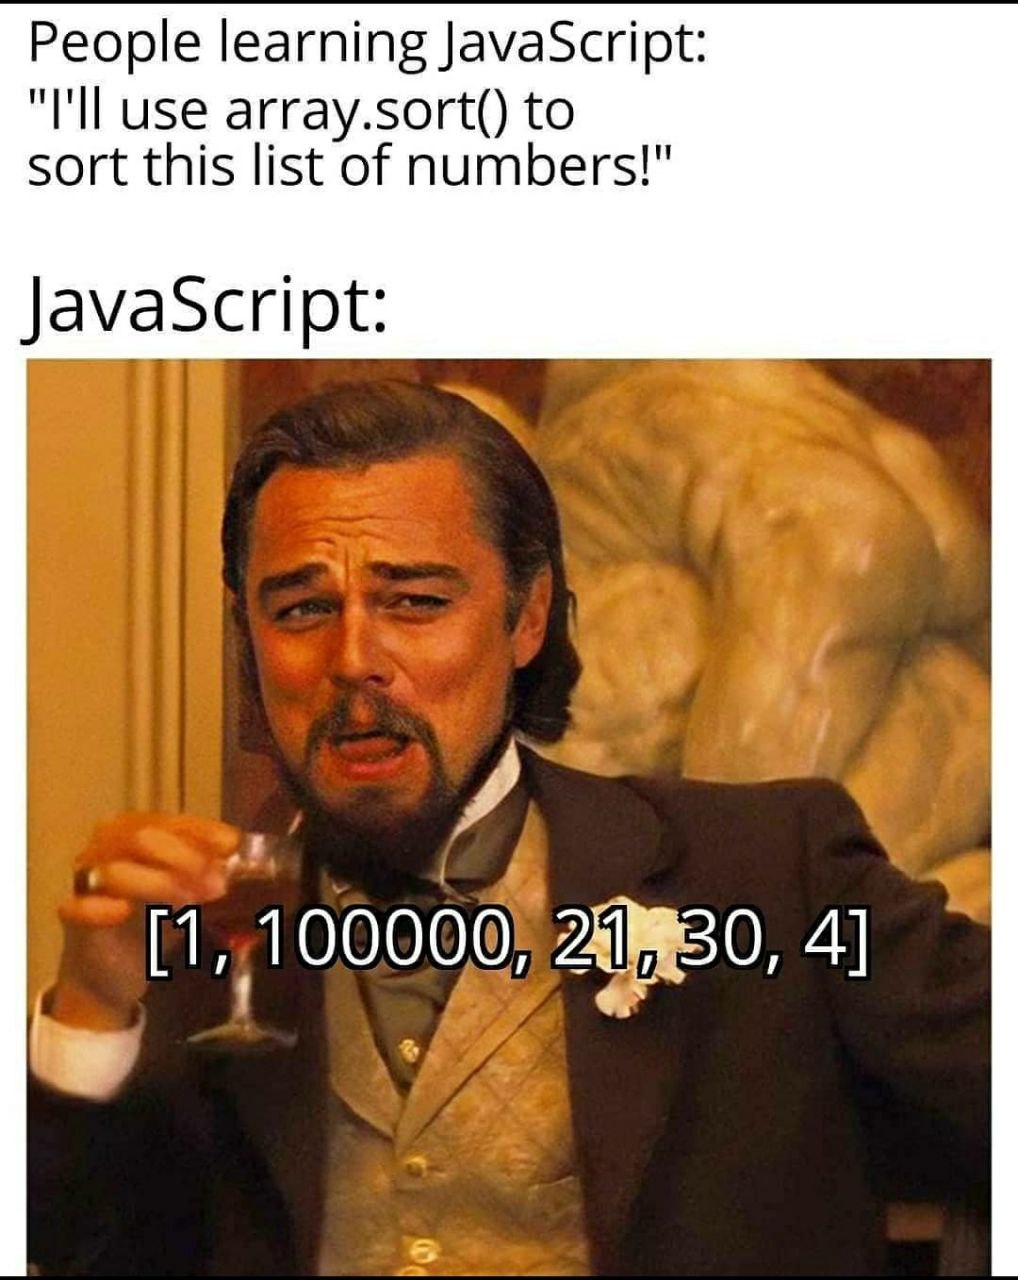 People learning JavaScript:
"I'll use array.sort() to
sort this list of numbers!"
JavaScript:
[1, 100000, 21, 30, 4]